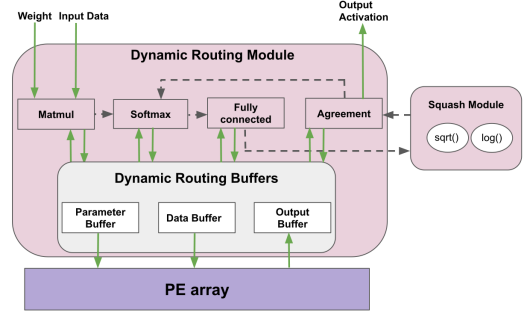 Weight Input Data
Output
Activation
Dynamic Routing Module
Matmul
Softmax
Fully
connected
Agreement
Squash Module
sqrt()
log()
Dynamic Routing Buffers
Parameter
Buffer
Data Buffer
Output
Buffer
PE array